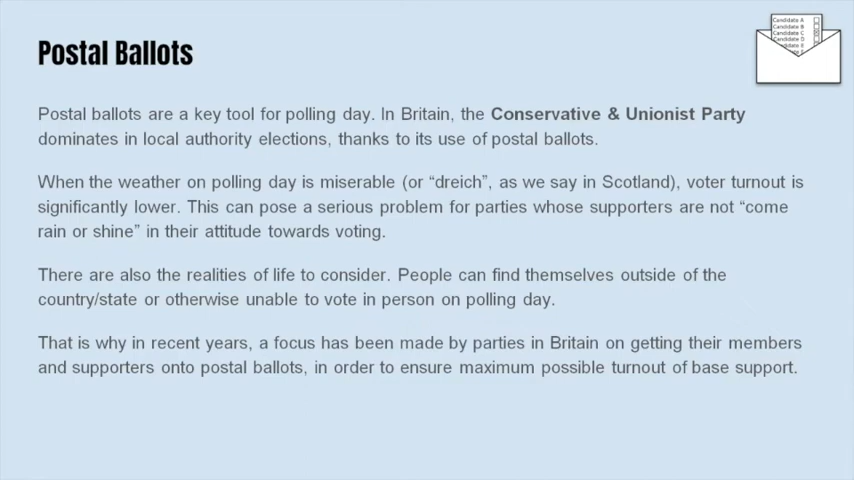 Postal Ballots
Candidate A
Candidate B
Candidate C
Candidate D
Postal ballots are a key tool for polling day. In Britain, the Conservative & Unionist Party
dominates in local authority elections, thanks to its use of postal ballots.
When the weather on polling day is miserable (or “dreich”, as we say in Scotland), voter turnout is
significantly lower. This can pose a serious problem for parties whose supporters are not “come
rain or shine” in their attitude towards voting.
There are also the realities of life to consider. People can find themselves outside of the
country/state or otherwise unable to vote in person on polling day.
That is why in recent years, a focus has been made by parties in Britain on getting their members
and supporters onto postal ballots, in order to ensure maximum possible turnout of base support.